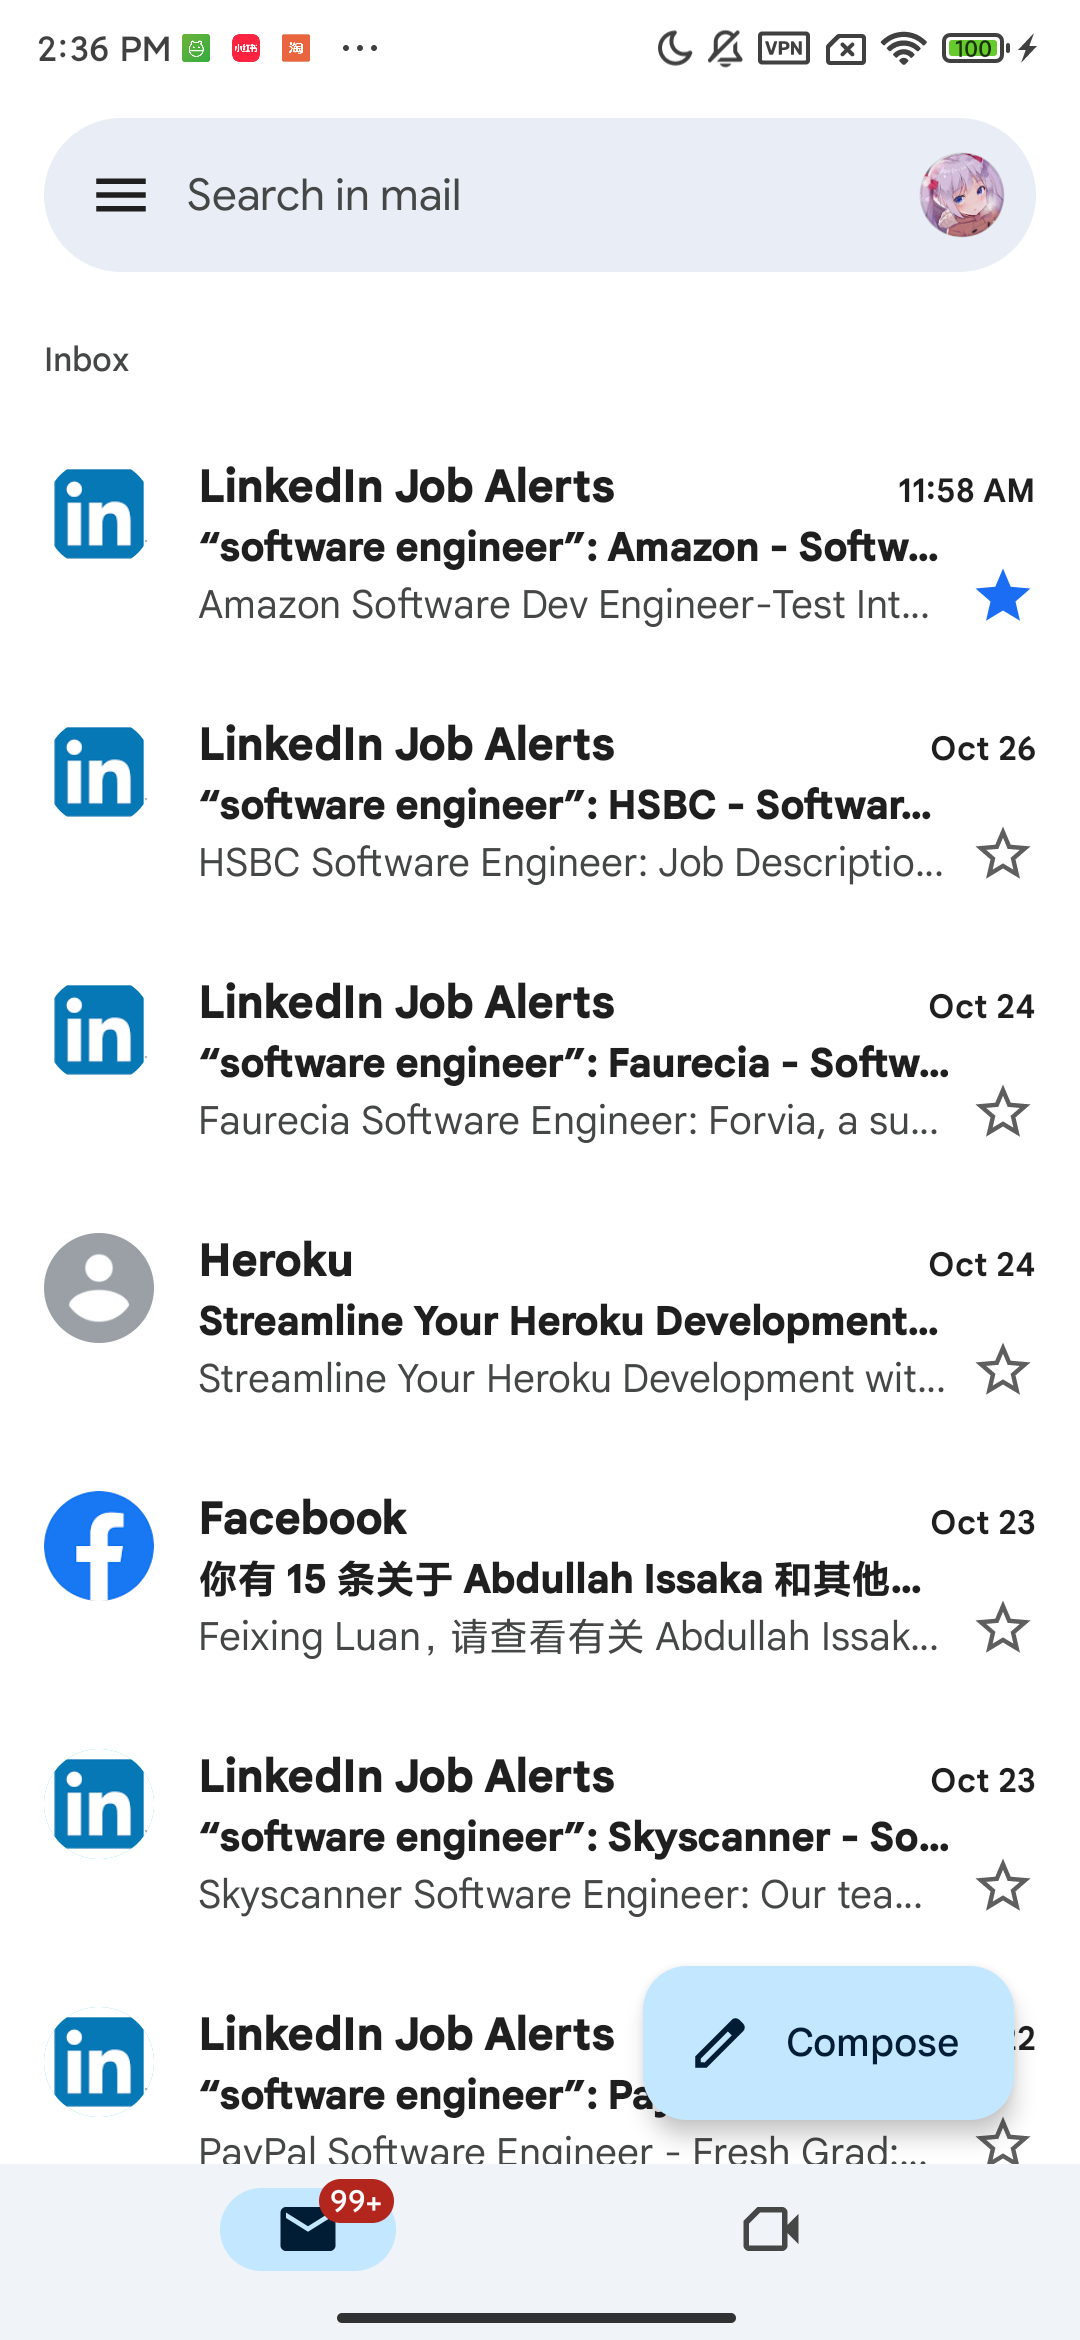 2:36 PM
小红书
淘
VPN
100
Search in mail
Inbox
LinkedIn Job Alerts
11:58 AM
“software engineer”: Amazon - Softw...
Amazon Software Dev Engineer-Test Int...
LinkedIn Job Alerts
Oct 26
“software engineer”: HSBC - Softwar...
HSBC Software Engineer: Job Descriptio...
LinkedIn Job Alerts
Oct 24
“software engineer”: Faurecia - Softw...
Faurecia Software Engineer: Forvia, a su...
Heroku
Oct 24
Streamline Your Heroku Development...
Streamline Your Heroku Development wit...
Facebook
Oct 23
你有 15 条关于 Abdullah Issaka 和其他...
Feixing Luan，请查看有关 Abdullah Issak...
LinkedIn Job Alerts
Oct 23
“software engineer”: Skyscanner - So...
Skyscanner Software Engineer: Our tea...
LinkedIn Job Alerts
“software engineer”:
PayPal Software Engineer - Fresh Grad:...
Compose
99+